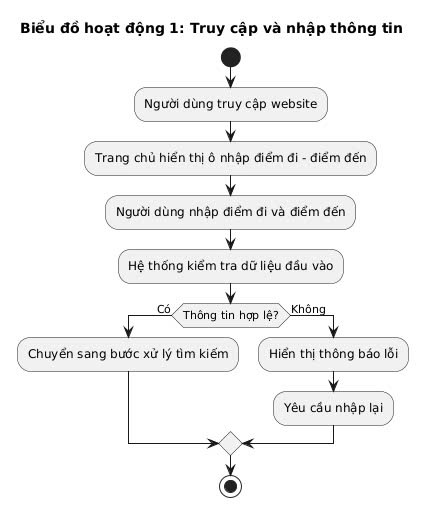 Biểu đồ hoạt động 1: Truy cập và nhập thông tin
Người dùng truy cập website
Trang chủ hiển thị ô nhập điểm đi - điểm đến
Người dùng nhập điểm đi và điểm đến
Hệ thống kiểm tra dữ liệu đầu vào
Có
Thông tin hợp lệ?
Không
Chuyển sang bước xử lý tìm kiếm
Hiển thị thông báo lỗi
Yêu cầu nhập lại